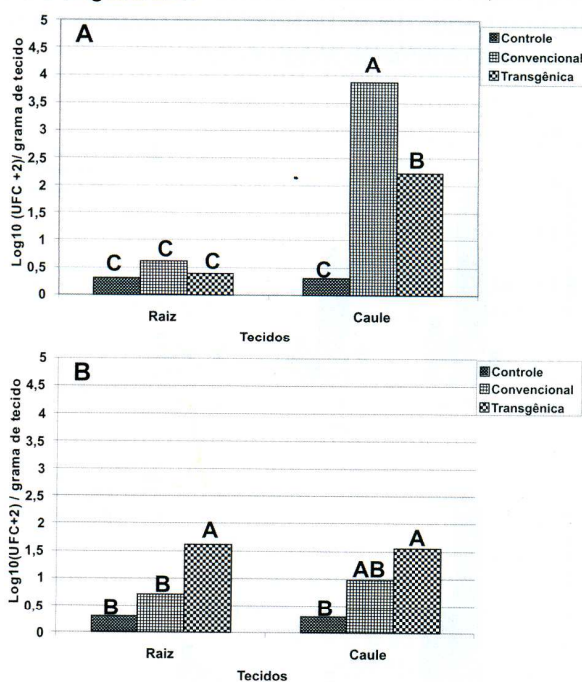 A
5
4,5
4
3,5
3
2,5
2
1,5
1
0,5
0
Log10 (UFC +2)/ grama de tecido
C
C
C
C
A
B
Raiz
Caule
Tecidos
Controle
Convencional
Transgênica
B
5
4,5
4
3,5
3
2,5
2
1,5
1
0,5
0
Log10(UFC+2) / grama de tecido
B
B
A
B
AB
A
Raiz
Caule
Tecidos
Controle
Convencional
Transgênica